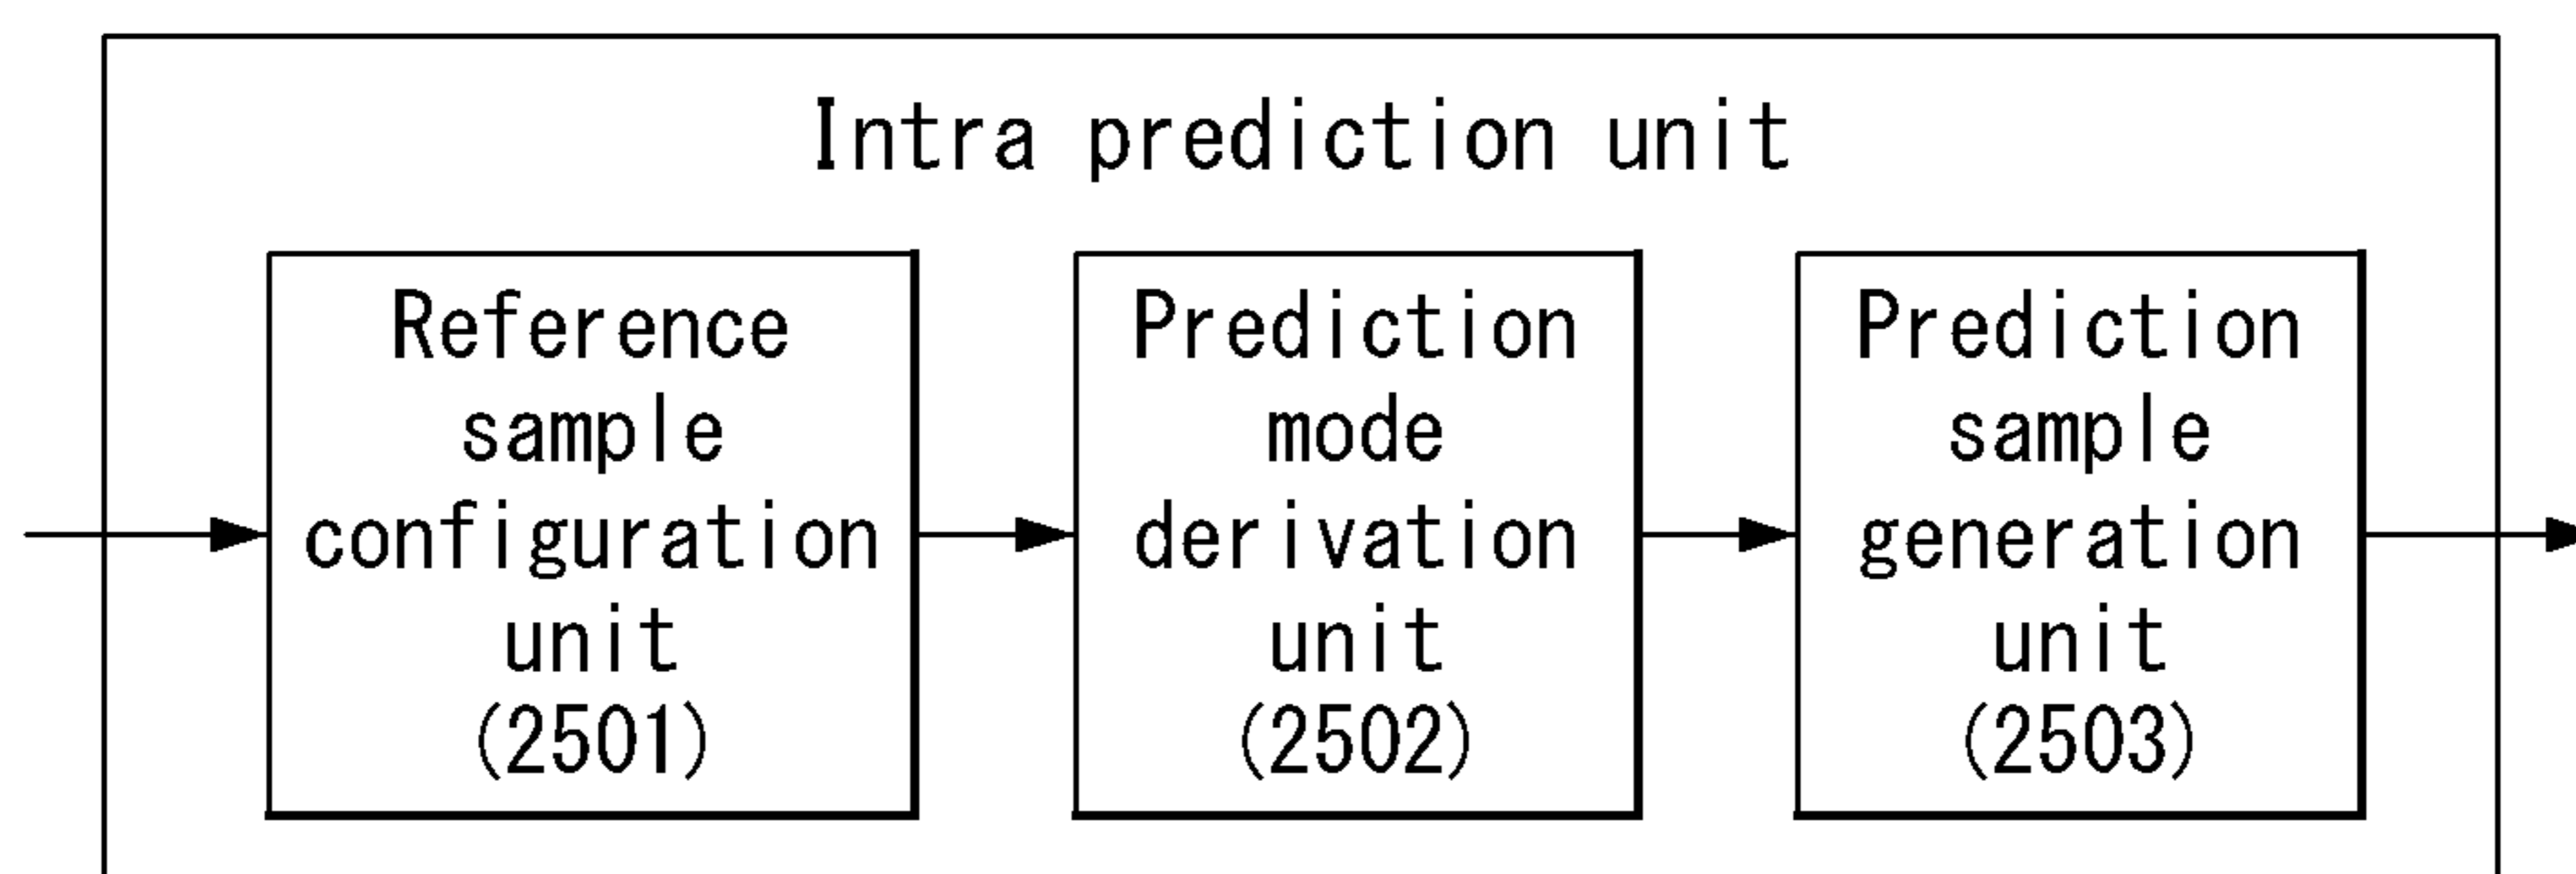 Intra prediction unit
Reference
sample
configuration
unit
(2501)
Prediction
mode
derivation
unit
(2502)
Prediction
sample
generation
unit
(2503)